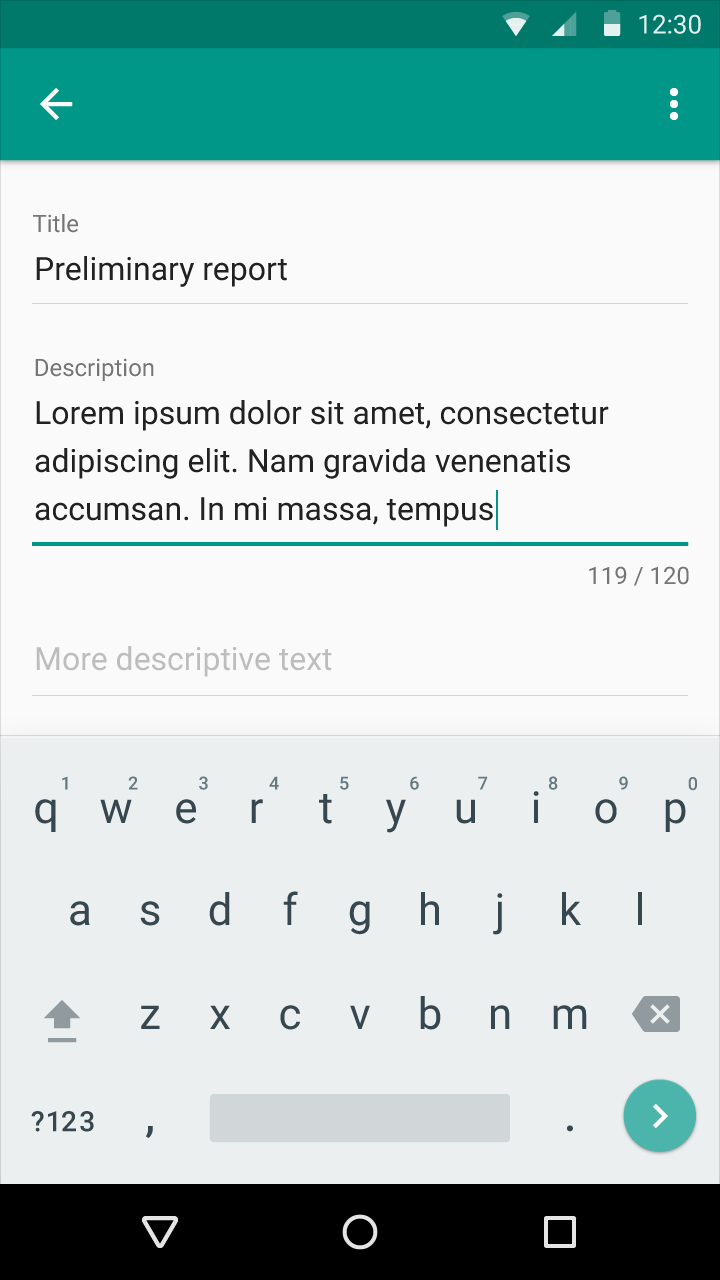 12:30
Title
Preliminary report
Description
Lorem ipsum dolor sit amet, consectetur
adipiscing elit. Nam gravida venenatis
accumsan. In mi massa, tempus
119 / 120
More descriptive text
1 2 3 4 5 6 7 8 9 0
q w e r t y u i o p
a s d f g h j k l
z x c v b n m
?123 , .